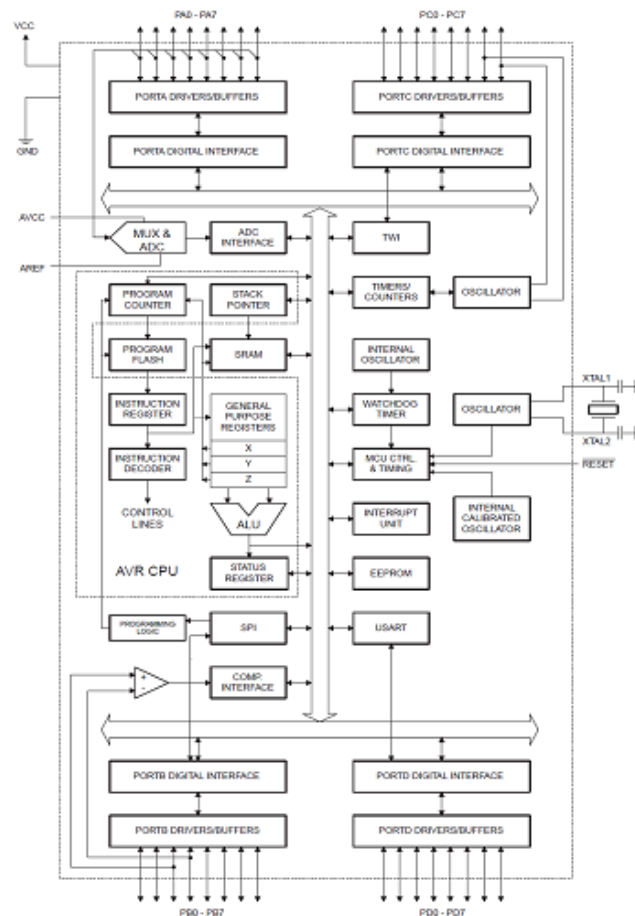 PA0 - PA7
PC0 - PC7
VCC
PORTA DRIVERS/BUFFERS
PORTC DRIVERS/BUFFERS
GND
PORTA DIGITAL INTERFACE
PORTC DIGITAL INTERFACE
AVCC
MUX &
ADC
ADC
INTERFACE
TWI
AREF
PROGRAM
COUNTER
STACK
POINTER
TIMERS/
COUNTERS
OSCILLATOR
PROGRAM
FLASH
SRAM
INTERNAL
OSCILLATOR
XTAL1
INSTRUCTION
REGISTER
GENERAL
PURPOSE
REGISTERS
WATCHDOG
TIMER
OSCILLATOR
XTAL2
X
INSTRUCTION
DECODER
Y
MCU CTRL.
& TIMING
RESET
Z
CONTROL
LINES
ALU
INTERRUPT
UNIT
INTERNAL
CALIBRATED
OSCILLATOR
AVR CPU
STATUS
REGISTER
EEPROM
PROGRAMMING
LOGIC
SPI
USART
+
-
COMP.
INTERFACE
PORTB DIGITAL INTERFACE
PORTD DIGITAL INTERFACE
PORTB DRIVERS/BUFFERS
PORTD DRIVERS/BUFFERS
PB0 - PB7
PD0 - PD7